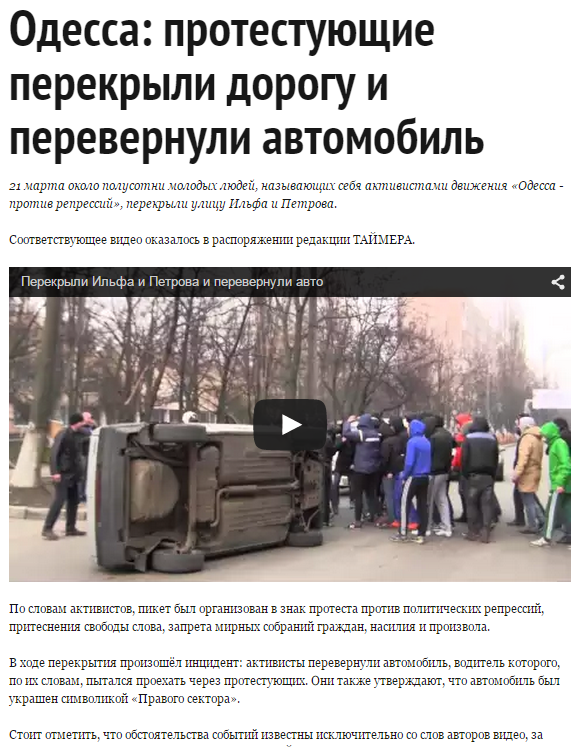 Одесса: протестующие
перекрыли дорогу и
перевернули автомобиль
21 марта около полусотни молодых людей, называющих себя активистами движения «Одесса -
против репрессий», перекрыли улицу Ильфа и Петрова.
Соответствующее видео оказалось в распоряжении редакции ТАЙМЕРА.
Перекрыли Ильфа и Петрова и перевернули авто
По словам активистов, пикет был организован в знак протеста против политических репрессий,
притеснения свободы слова, запрета мирных собраний граждан, насилия и произвола.
В ходе перекрытия произошёл инцидент: активисты перевернули автомобиль, водитель которого,
по их словам, пытался проехать через протестующих. Они также утверждают, что автомобиль был
украшен символикой «Правого сектора».
Стоит отметить, что обстоятельства событий известны исключительно со слов авторов видео, за